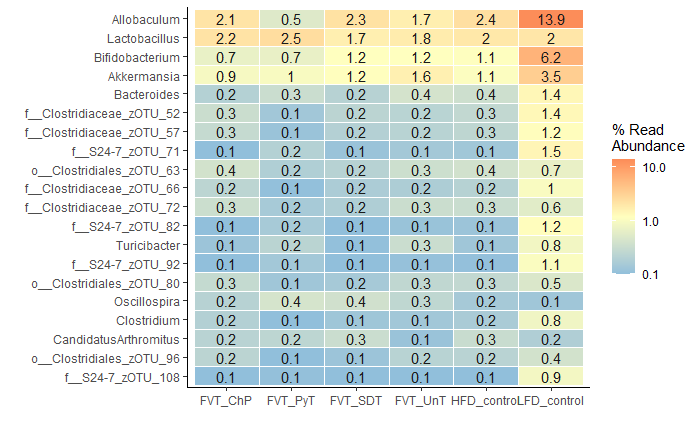 Allobaculum 2.1 0.5 2.3 1.7 2.4 13.9
Lactobacillus 2.2 2.5 1.7 1.8 2 2
Bifidobacterium 0.7 0.7 1.2 1.2 1.1 6.2
Akkermansia 0.9 1 1.2 1.6 1.1 3.5
Bacteroides 0.2 0.3 0.2 0.4 0.4 1.4
f__Clostridiaceae_zOTU_52 0.3 0.1 0.2 0.2 0.3 1.4
f__Clostridiaceae_zOTU_57 0.3 0.1 0.2 0.2 0.3 1.2
f__S24-7_zOTU_71 0.1 0.2 0.1 0.1 0.1 1.5
o__Clostridiales_zOTU_63 0.4 0.2 0.2 0.3 0.4 0.7
f__Clostridiaceae_zOTU_66 0.2 0.1 0.2 0.2 0.2 1
f__Clostridiaceae_zOTU_72 0.3 0.2 0.2 0.3 0.3 0.6
f__S24-7_zOTU_82 0.1 0.2 0.1 0.1 0.1 1.2
Turicibacter 0.1 0.2 0.1 0.3 0.1 0.8
f__S24-7_zOTU_92 0.1 0.1 0.1 0.1 0.1 1.1
o__Clostridiales_zOTU_80 0.3 0.1 0.2 0.3 0.3 0.5
Oscillospira 0.2 0.4 0.4 0.3 0.2 0.1
Clostridium 0.2 0.1 0.1 0.1 0.2 0.8
CandidatusArthromitus 0.2 0.2 0.3 0.1 0.3 0.2
o__Clostridiales_zOTU_96 0.2 0.1 0.1 0.2 0.2 0.4
f__S24-7_zOTU_108 0.1 0.1 0.1 0.1 0.1 0.9
FVT_ChP FVT_PyT FVT_SDT FVT_UnT HFD_control LFD_control
% Read
Abundance
10.0
1.0
0.1